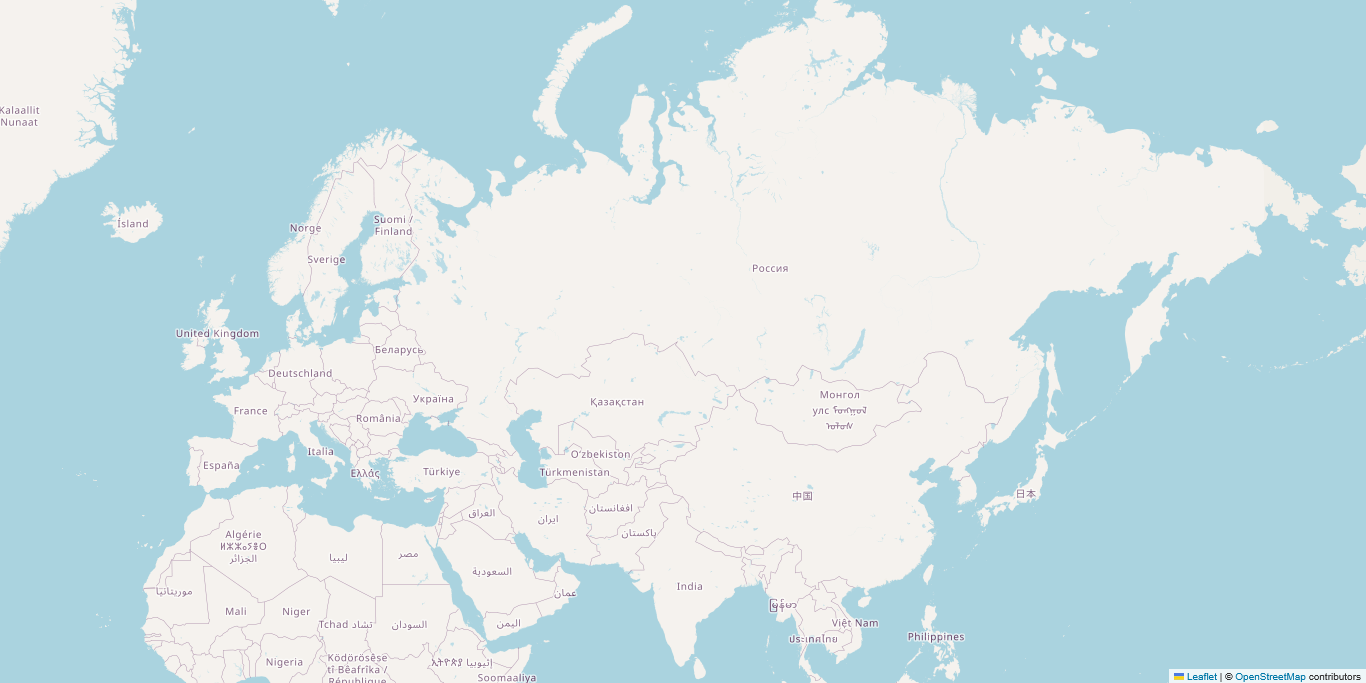 Kalaallit
Nunaat
Ísland
Norge
Suomi /
Finland
Sverige
Россия
United Kingdom
Беларусь
Deutschland
Україна
France
România
Қазақстан
Монгол
улс ᠮᠣᠩᠭᠣᠯ
ᠤᠯᠤᠰ
Italia
España
Ελλάς
Türkiye
Oʻzbekiston
Türkmenistan
中国
日本
العراق
ايران
افغانستان
پاکستان
Algérie
ⵍⵣⵣⴰⵢⴻⵔ
الجزائر
ليبيا
مصر
السعودية
عمان
India
موريتانيا
Mali
Niger
Tchad تشاد
السودان
اليمن
မြန်မာ
Việt Nam
ประเทศไทย
Philippines
Nigeria
Ködörösêse
tî Bêafrîka /
République
ኢትዮጵያ إثيوبيا
Soomaaliya
Leaflet | © OpenStreetMap contributors